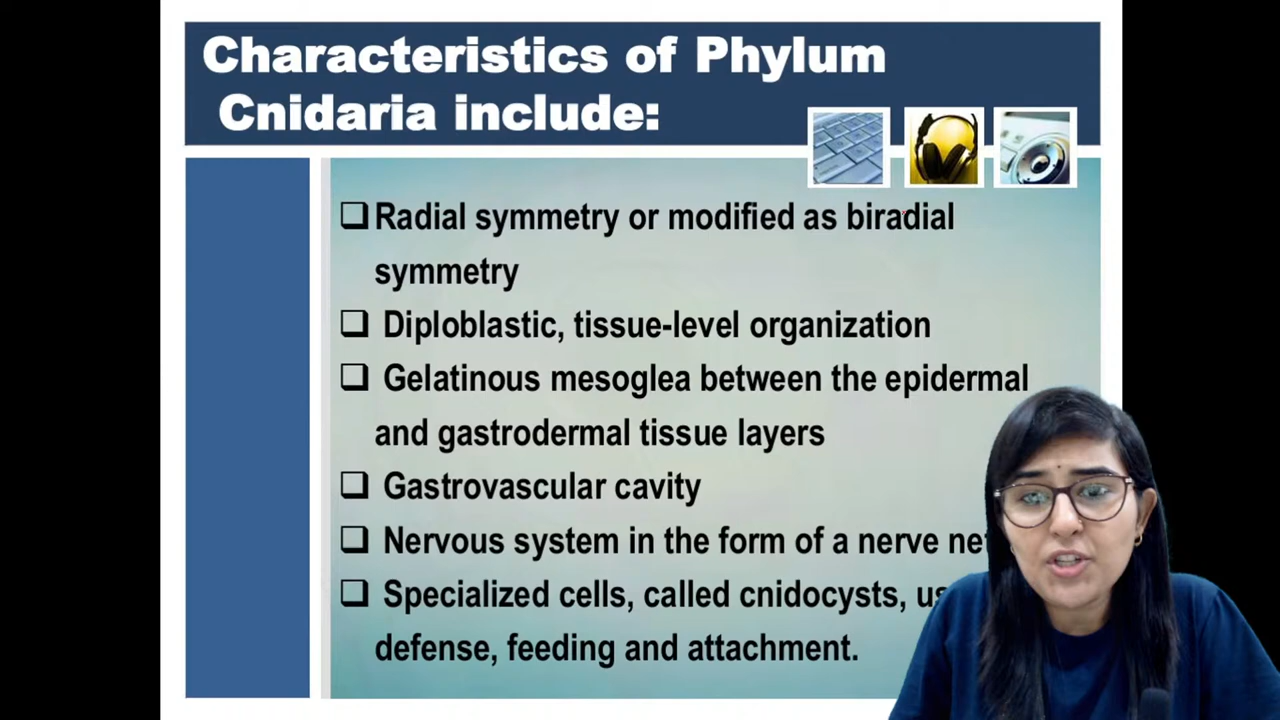 Characteristics of Phylum
Cnidaria include:
Radial symmetry or modified as biradial
symmetry
Diploblastic, tissue-level organization
Gelatinous mesoglea between the epidermal
and gastrodermal tissue layers
Gastrovascular cavity
Nervous system in the form of a nerve
Specialized cells, called cnidocysts,
defense, feeding and attachment.